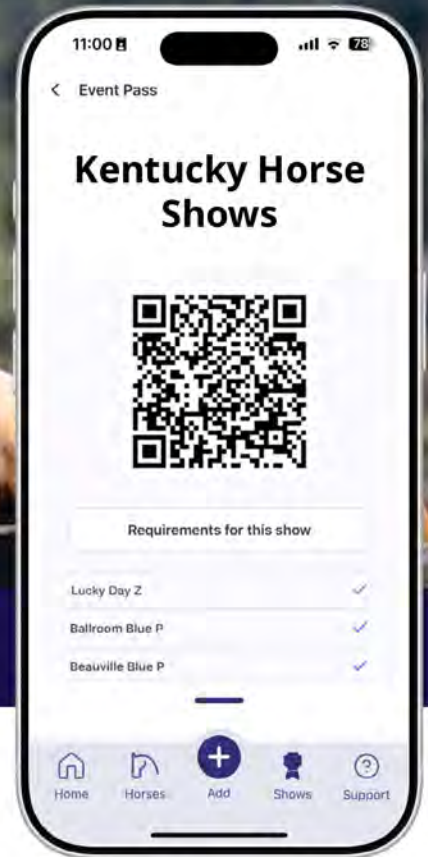 11:00
78
Event Pass
Kentucky Horse
Shows
Requirements for this show
Lucky Day Z
Ballroom Blue P
Beauville Blue P
Home Horses Add Shows Support